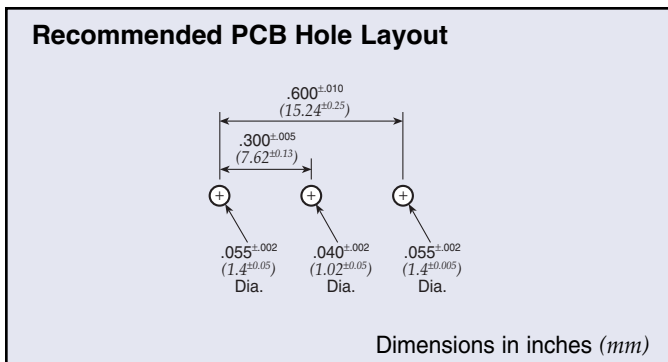 Recommended PCB Hole Layout
.600±.010
(15.24±0.25)
.300±.005
(7.62±0.13)
.055±.002
(1.4±0.05)
Dia.
.040±.002
(1.02±0.05)
Dia.
.055±.002
(1.4±0.005)
Dia.
Dimensions in inches (mm)